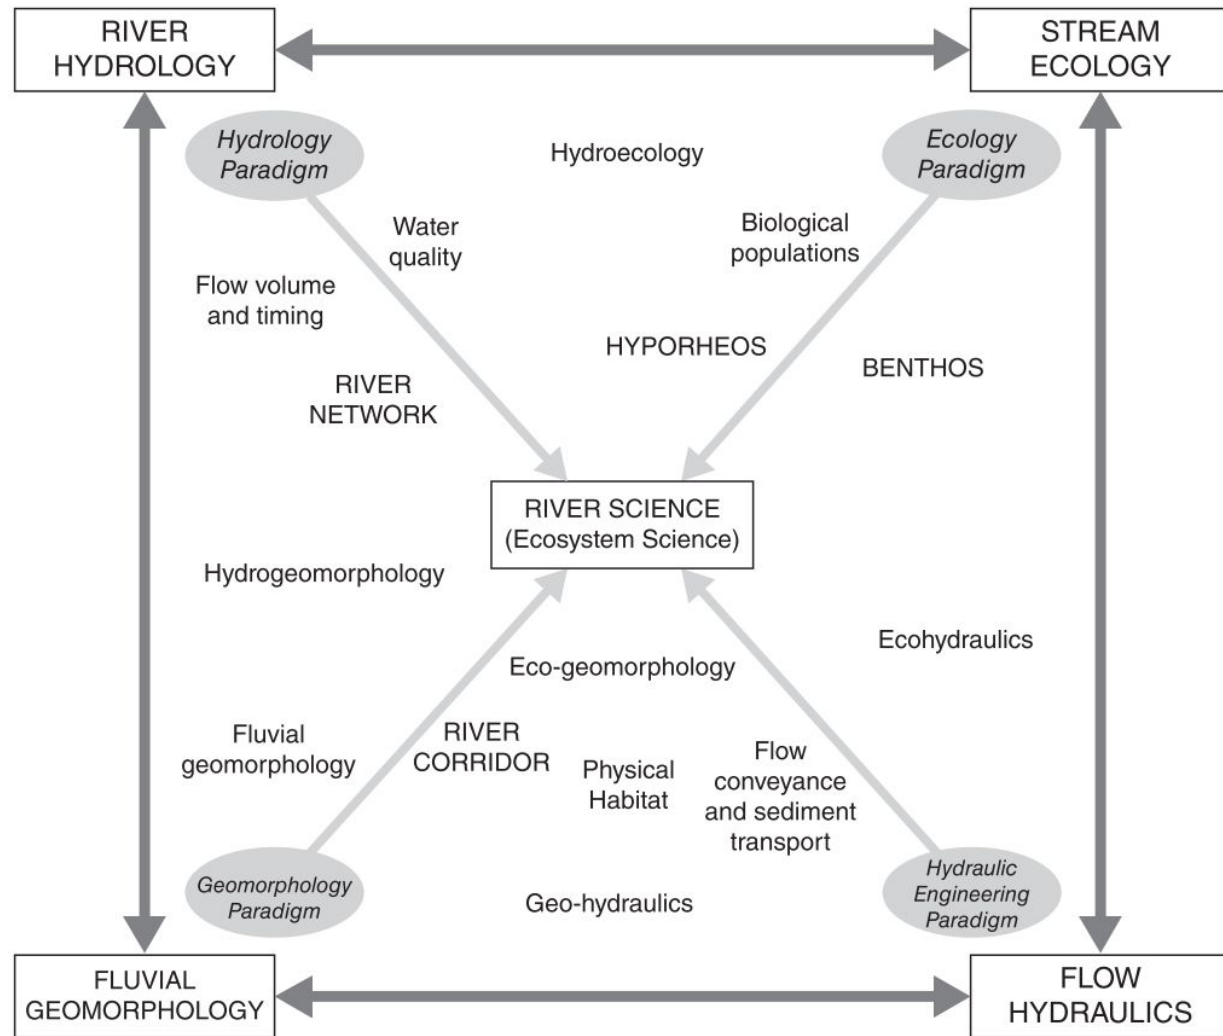 RIVER
HYDROLOGY
STREAM
ECOLOGY
Hydrology
Paradigm
Hydroecology
Ecology
Paradigm
Water
quality
Biological
populations
Flow volume
and timing
HYPORHEOS
BENTHOS
RIVER
NETWORK
RIVER SCIENCE
(Ecosystem Science)
Hydrogeomorphology
Ecohydraulics
Eco-geomorphology
Fluvial
geomorphology
RIVER
CORRIDOR
Physical
Habitat
Flow
conveyance
and sediment
transport
Geomorphology
Paradigm
Geo-hydraulics
Hydraulic
Engineering
Paradigm
FLUVIAL
GEOMORPHOLOGY
FLOW
HYDRAULICS